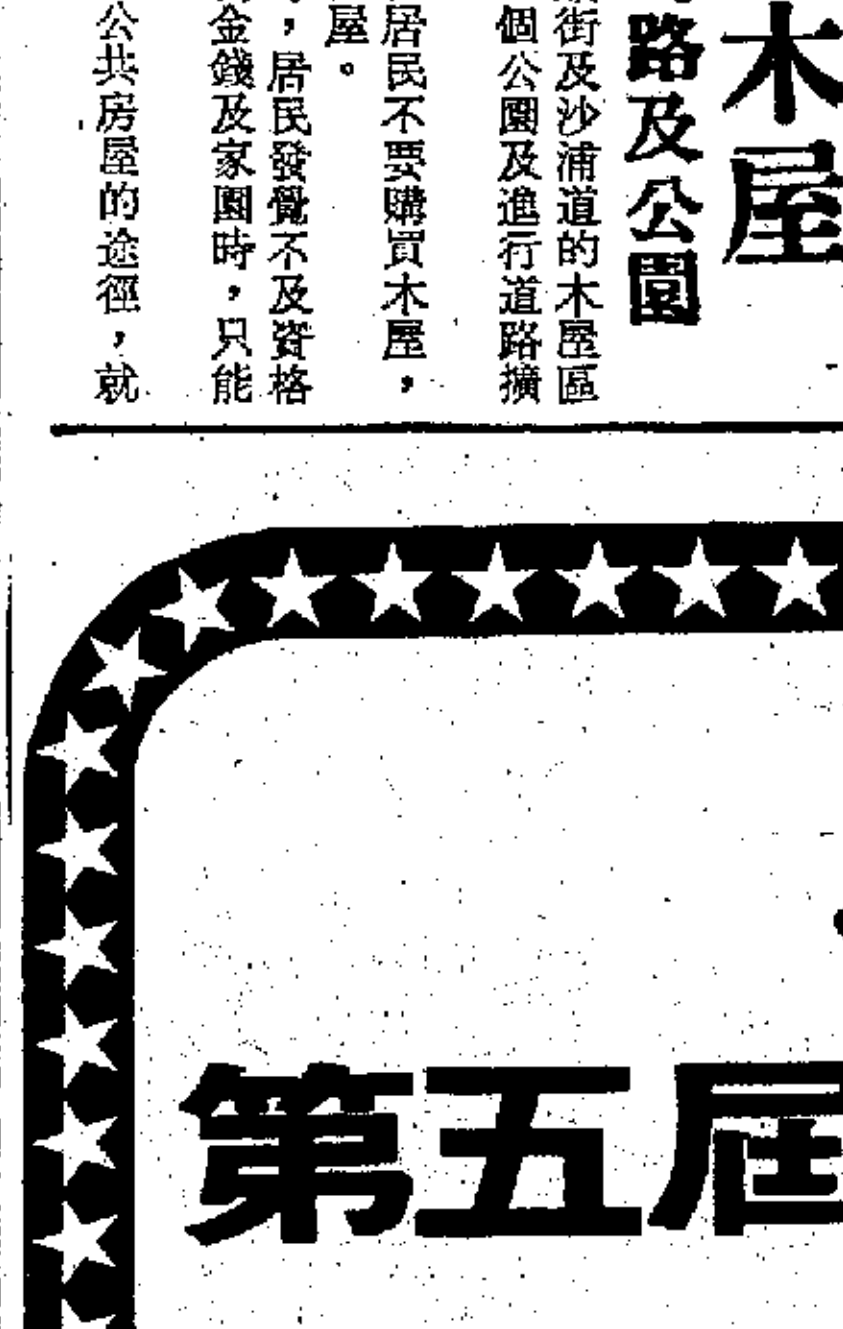 木屋
路及公園
街及沙浦道的木屋區
個公園及進行道路擴
居民不要購買木屋，
屋。
，居民發覺不及資格
金錢及家園時，只能
公共房屋的途徑，就
第五屆